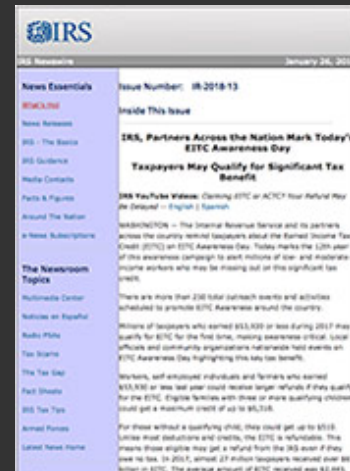 IRS
IRS Newswire January 26, 201
News Essentials
What's Hot
News Releases
IRS - The Basics
IRS Guidance
Media Contacts
Facts & Figures
Around The Nation
e-News Subscriptions
The Newsroom
Topics
Multimedia Center
Noticias en Español
Radio PSAs
Tax Scams
The Tax Gap
Fact Sheets
IRS Tax Tips
Armed Forces
Latest News Home
Issue Number: IR-2018-13
Inside This Issue
IRS, Partners Across the Nation Mark Today's
EITC Awareness Day
Taxpayers May Qualify for Significant Tax
Benefit
IRS YouTube Videos: Claiming EITC or ACTC? Your Refund May
Be Delayed – English | Spanish
WASHINGTON — The Internal Revenue Service and its partners
across the country remind taxpayers about the Earned Income Tax
Credit (EITC) on EITC Awareness Day. Today marks the 12th year
of this awareness campaign to alert millions of low- and moderate-
income workers who may be missing out on this significant tax
credit.
There are more than 250 total outreach events and activities
scheduled to promote EITC Awareness around the country.
Millions of taxpayers who earned $53,930 or less during 2017 may
qualify for EITC for the first time, making awareness critical. Local
officials and community organizations nationwide held events on
EITC Awareness Day highlighting this key tax benefit.
Workers, self-employed individuals and farmers who earned
$53,930 or less last year could receive larger refunds if they qualify
for the EITC. Eligible families with three or more qualifying children
could get a maximum credit of up to $6,318.
For those without a qualifying child, they could get up to $510.
Unlike most deductions and credits, the EITC is refundable. This
means those eligible may get a refund from the IRS even if they
owe no tax. In 2017, almost 27 million taxpayers received over $65
billion in EITC. The average amount of EITC received was